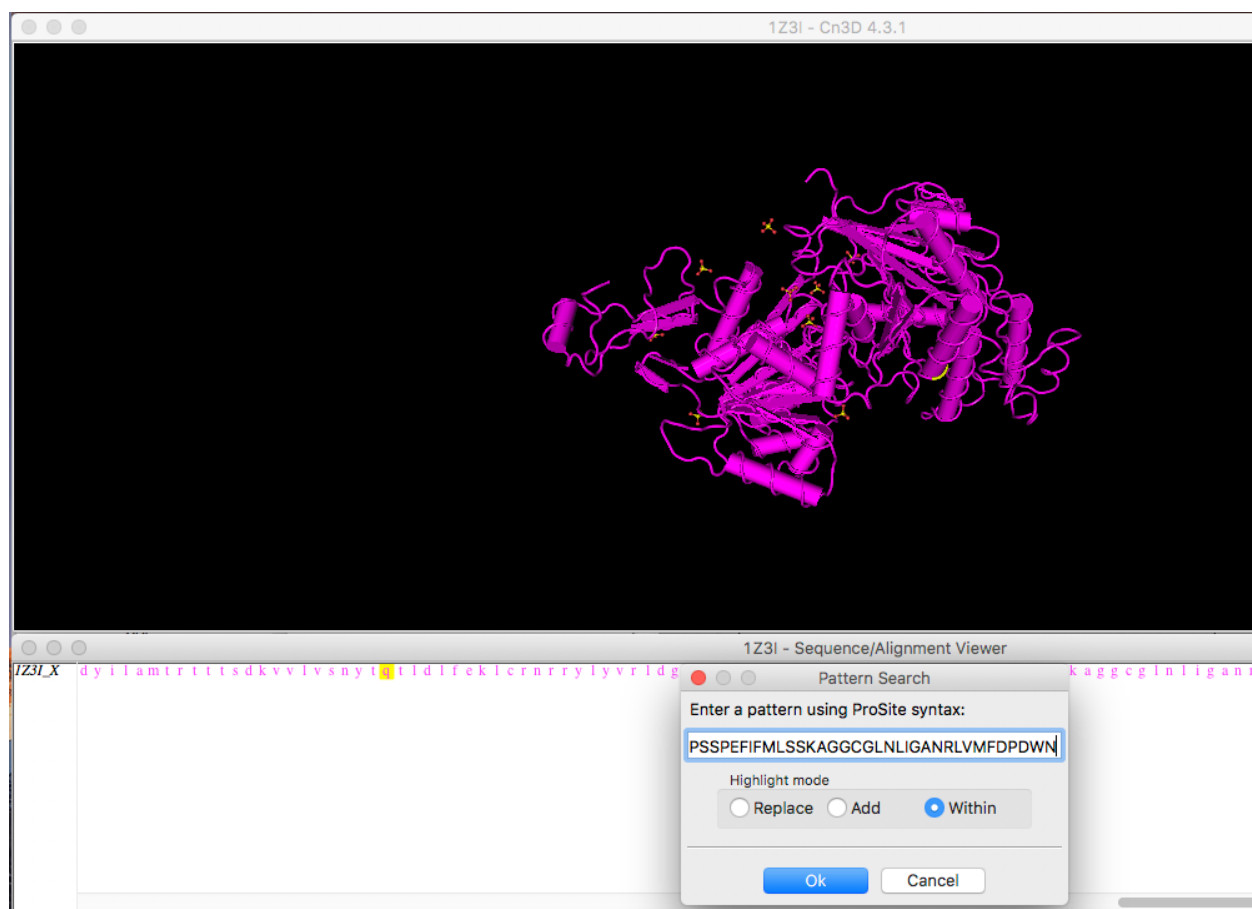 1Z3I - Cn3D 4.3.1
1Z3I - Sequence/Alignment Viewer
1Z3I_X d y i l a m t r t t t t s d k v v l v s n y t q t l d l f e k l c r n r r y l y v r l d g k a g g c g l n l i g a n r
Pattern Search
Enter a pattern using ProSite syntax:
PSSPEFIFMLSSKAGGCGLNLIGANRLVMFDPDWN
Highlight mode
Replace Add Within
Ok Cancel